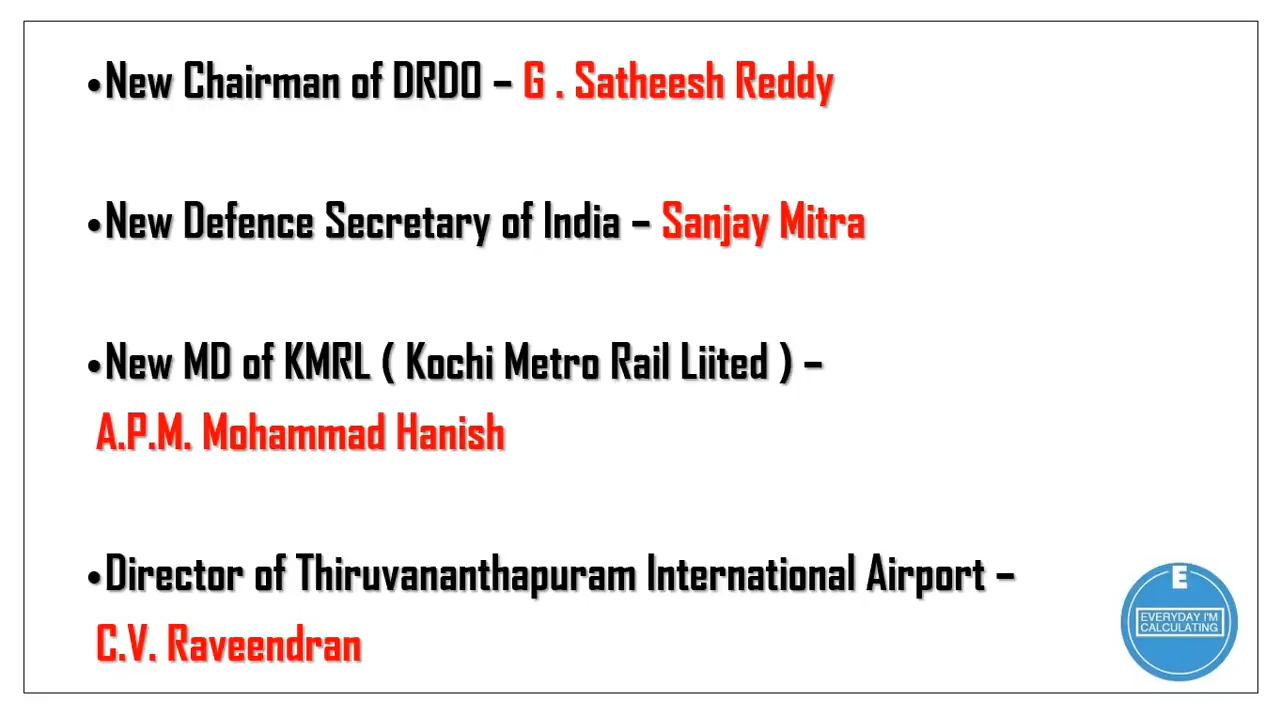 •New Chairman of DRDO – G . Satheesh Reddy
•New Defence Secretary of India – Sanjay Mitra
•New MD of KMRL ( Kochi Metro Rail Liited ) –
A.P.M. Mohammad Hanish
•Director of Thiruvananthapuram International Airport –
C.V. Raveendran
E
EVERYDAY I'M
CALCULATING